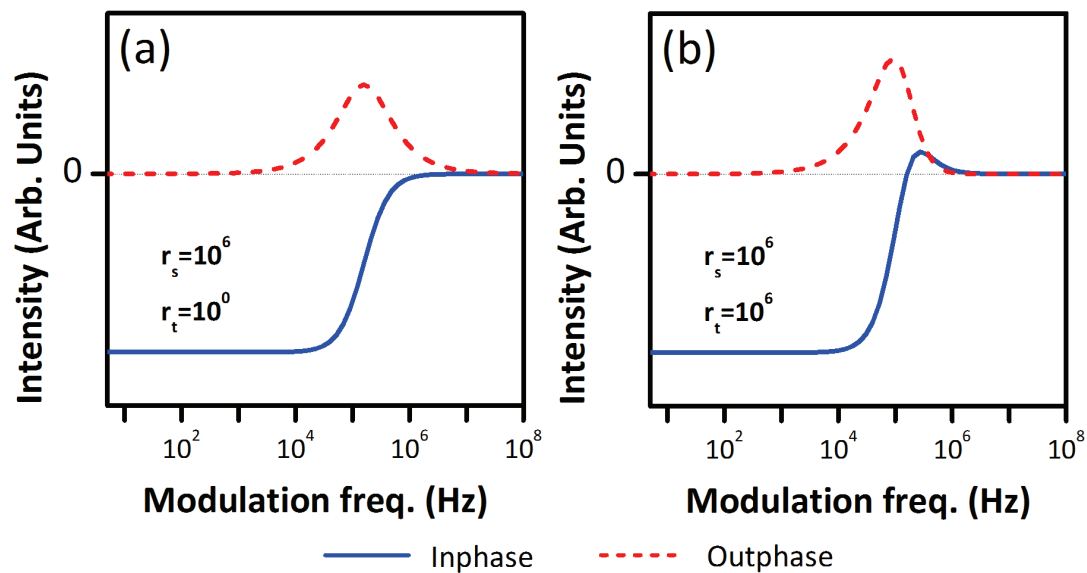 (a)
Intensity (Arb. Units)
0
r_s=10^6
r_t=10^0
10^2
10^4
10^6
10^8
Modulation freq. (Hz)
(b)
Intensity (Arb. Units)
0
r_s=10^6
r_t=10^6
10^2
10^4
10^6
10^8
Modulation freq. (Hz)
Inphase
Outphase